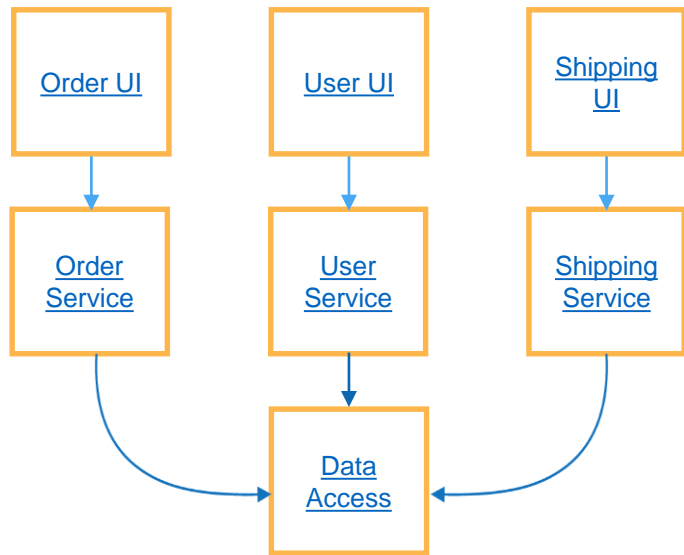 Order UI
User UI
Shipping
UI
Order
Service
User
Service
Shipping
Service
Data
Access